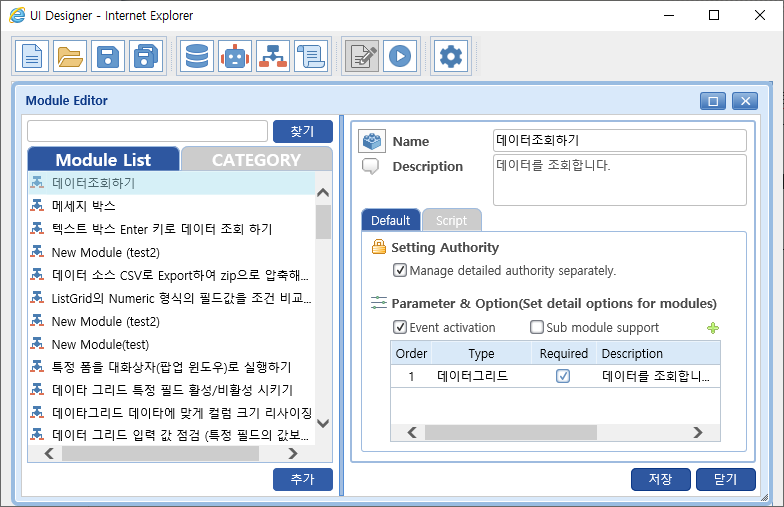 UI Designer - Internet Explorer
Module Editor
찾기
Module List
CATEGORY
데이터조회하기
메세지 박스
텍스트 박스 Enter 키로 데이터 조회 하기
New Module (test2)
데이터 소스 CSV로 Export하여 zip으로 압축해...
ListGrid의 Numeric 형식의 필드값을 조건 비교...
New Module (test2)
New Module(test)
특정 폼을 대화상자(팝업 윈도우)로 실행하기
데이타 그리드 특정 필드 활성/비활성 시키기
데이타그리드 데이타에 맞게 컬럼 크기 리사이징
데이터 그리드 입력 값 점검 (특정 필드의 값보...
추가
Name
데이터조회하기
Description
데이터를 조회합니다.
Default
Script
Setting Authority
Manage detailed authority separately.
Parameter & Option(Set detail options for modules)
Event activation
Sub module support
Order Type Required Description
1 데이터그리드 데이터를 조회합니...
저장
닫기